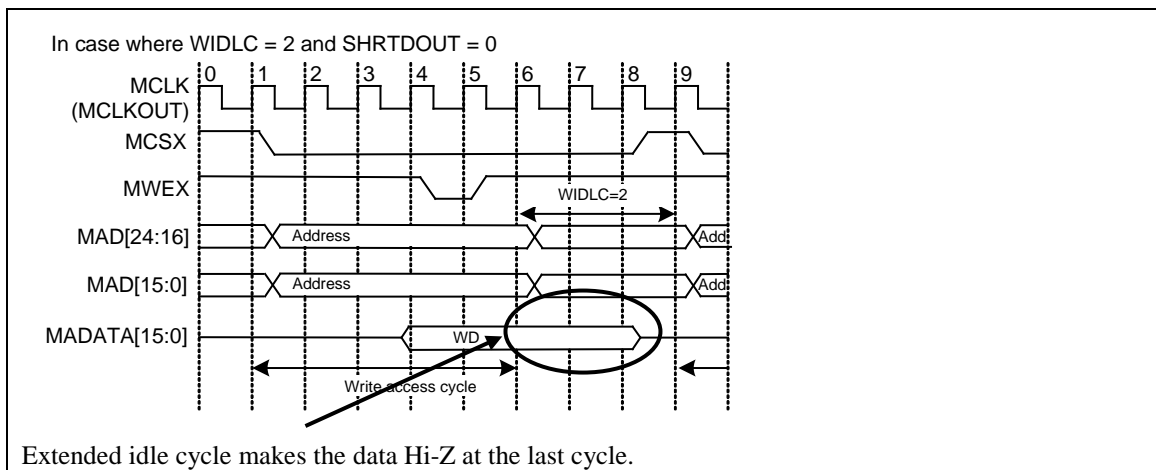 In case where WIDLC = 2 and SHRTDOUT = 0
0 1 2 3 4 5 6 7 8 9
MCLK
(MCLKOUT)
MCSX
MWEX
WIDLC=2
MAD[24:16] Address Add
MAD[15:0] Address Add
MADATA[15:0] WD
Write access cycle
Extended idle cycle makes the data Hi-Z at the last cycle.